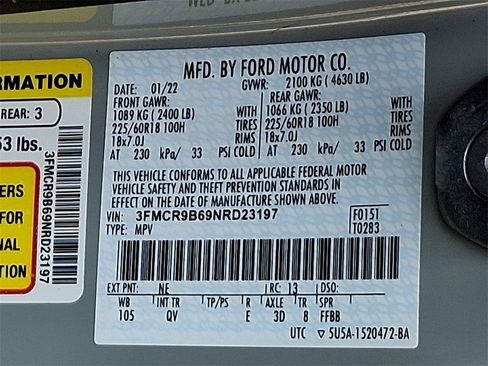 ORMATION
REAR: 3
53 lbs.
ERS
FOR
NAL
TION
3FMCR9B69NRD23197
MFD. BY FORD MOTOR CO.
DATE: 01/22 GVWR: 2100 KG ( 4630 LB)
FRONT GAWR: REAR GAWR:
1089 KG ( 2400 LB) WITH 1066 KG ( 2350 LB) WITH
225/60R18 100H TIRES 225/60R18 100H TIRES
18x7.0J RIMS 18x7.0J RIMS
AT 230 kPa/ 33 PSI COLD AT 230 kPa/ 33 PSI COLD
THIS VEHICLE CONFORMS TO ALL APPLICABLE FEDERAL MOTOR
VEHICLE SAFETY AND THEFT PREVENTION STANDARDS IN
EFFECT ON THE DATE OF MANUFACTURE SHOWN ABOVE.
VIN: 3FMCR9B69NRD23197 F0151
TYPE: MPV T0283
EXT PNT: NE RC: 13 DSO:
WB INT TR TP/PS R AXLE TR SPR
105 QV E 3D 8 FFBB
UTC 5U5A-1520472-BA